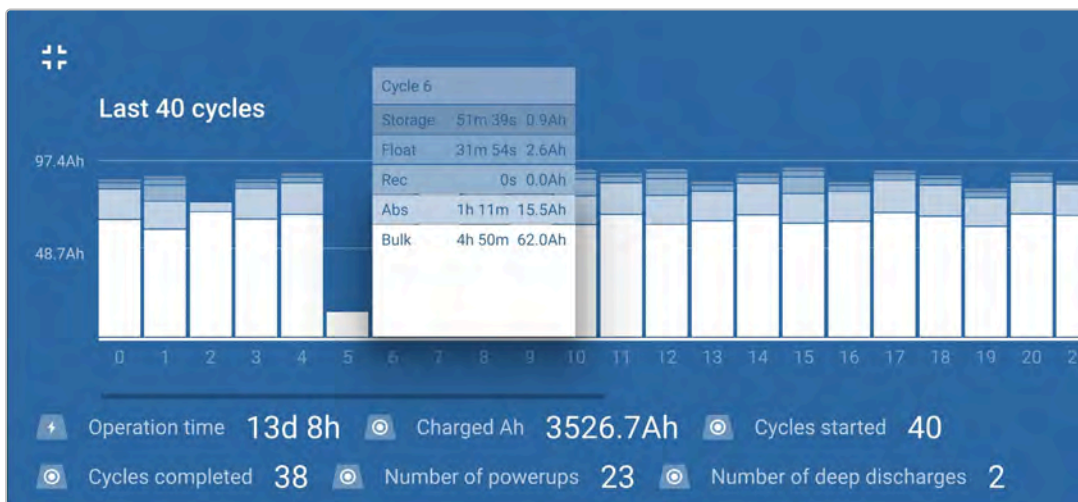 Last 40 cycles
97.4Ah
48.7Ah
Cycle 6
Storage 51m 39s 0.9Ah
Float 31m 54s 2.6Ah
Rec 0s 0.0Ah
Abs 1h 11m 15.5Ah
Bulk 4h 50m 62.0Ah
0 1 2 3 4 5 6 7 8 9 10 11 12 13 14 15 16 17 18 19 20
Operation time 13d 8h Charged Ah 3526.7Ah Cycles started 40
Cycles completed 38 Number of powerups 23 Number of deep discharges 2